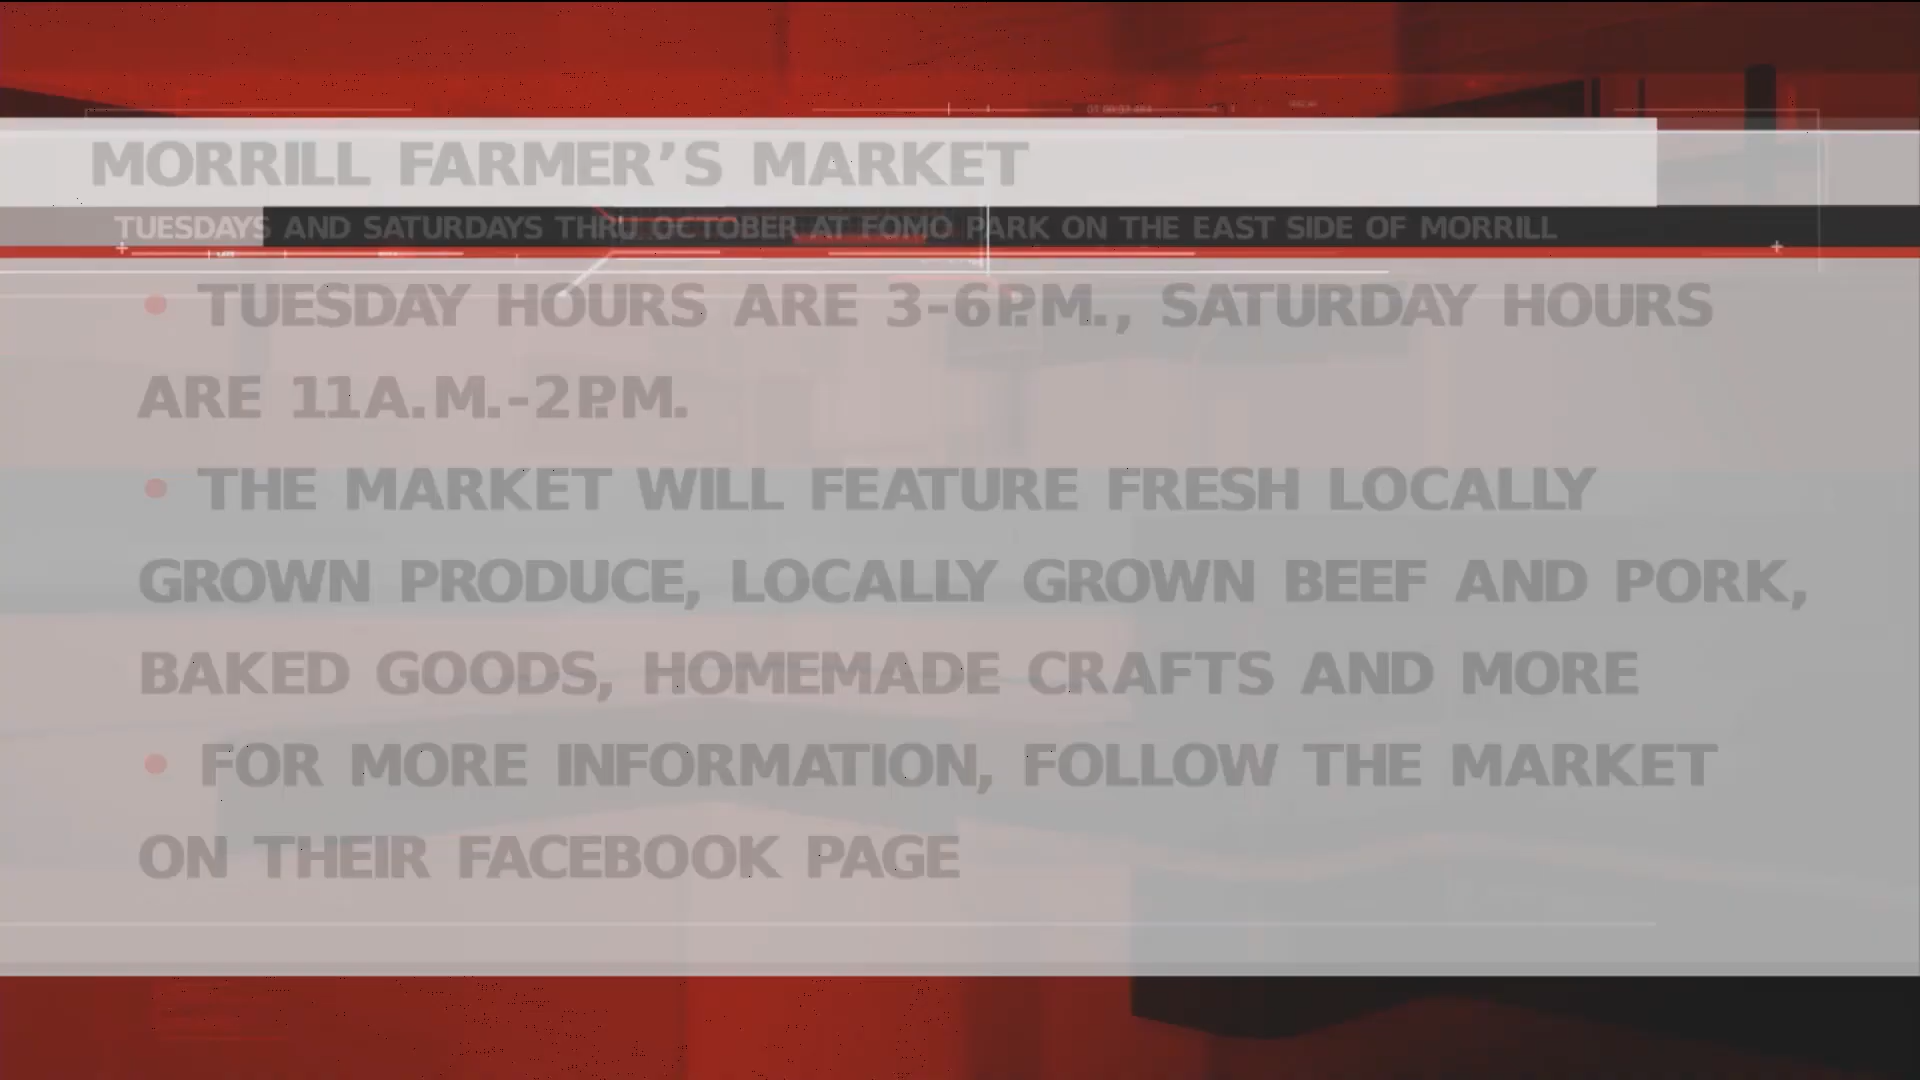 MORRILL FARMER’S MARKET
TUESDAYS AND SATURDAYS THRU OCTOBER AT FOMO PARK ON THE EAST SIDE OF MORRILL
• TUESDAY HOURS ARE 3-6P.M., SATURDAY HOURS
ARE 11A.M.-2P.M.
• THE MARKET WILL FEATURE FRESH LOCALLY
GROWN PRODUCE, LOCALLY GROWN BEEF AND PORK,
BAKED GOODS, HOMEMADE CRAFTS AND MORE
• FOR MORE INFORMATION, FOLLOW THE MARKET
ON THEIR FACEBOOK PAGE